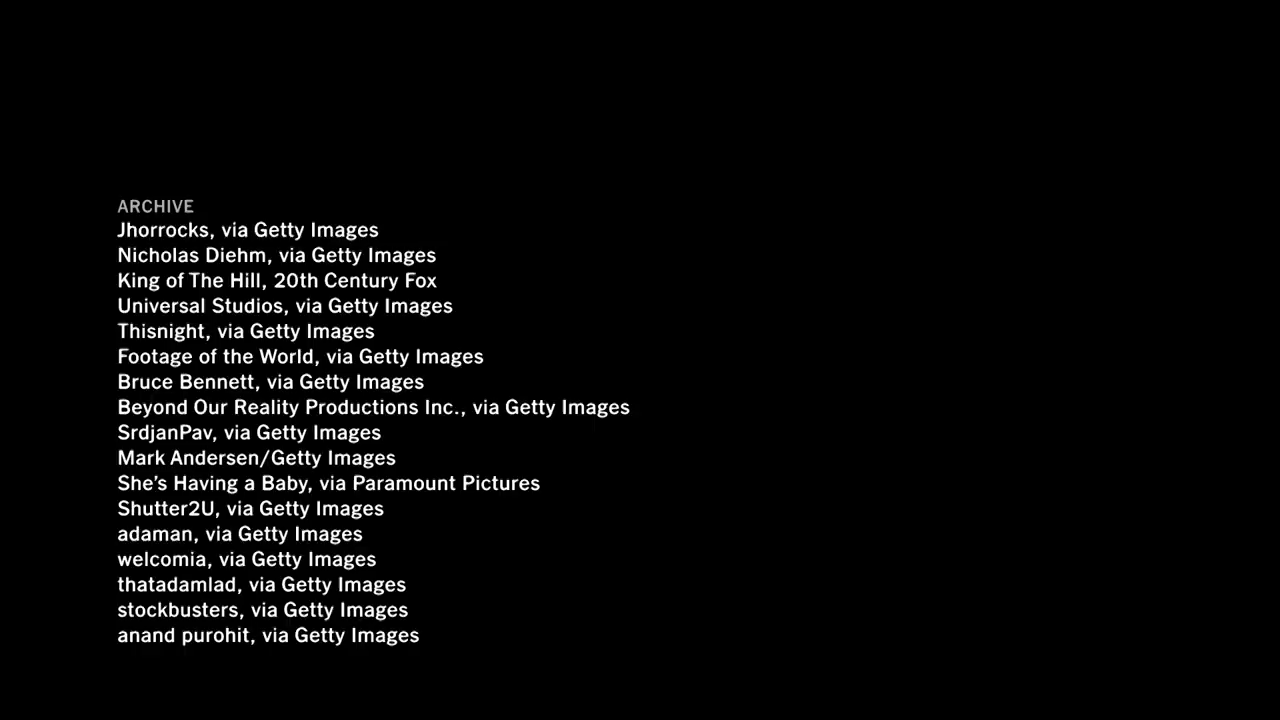 ARCHIVE
Jhorrocks, via Getty Images
Nicholas Diehm, via Getty Images
King of The Hill, 20th Century Fox
Universal Studios, via Getty Images
Thisnight, via Getty Images
Footage of the World, via Getty Images
Bruce Bennett, via Getty Images
Beyond Our Reality Productions Inc., via Getty Images
SrdjanPav, via Getty Images
Mark Andersen/Getty Images
She’s Having a Baby, via Paramount Pictures
Shutter2U, via Getty Images
adaman, via Getty Images
welcomia, via Getty Images
thatadamlad, via Getty Images
stockbusters, via Getty Images
anand purohit, via Getty Images